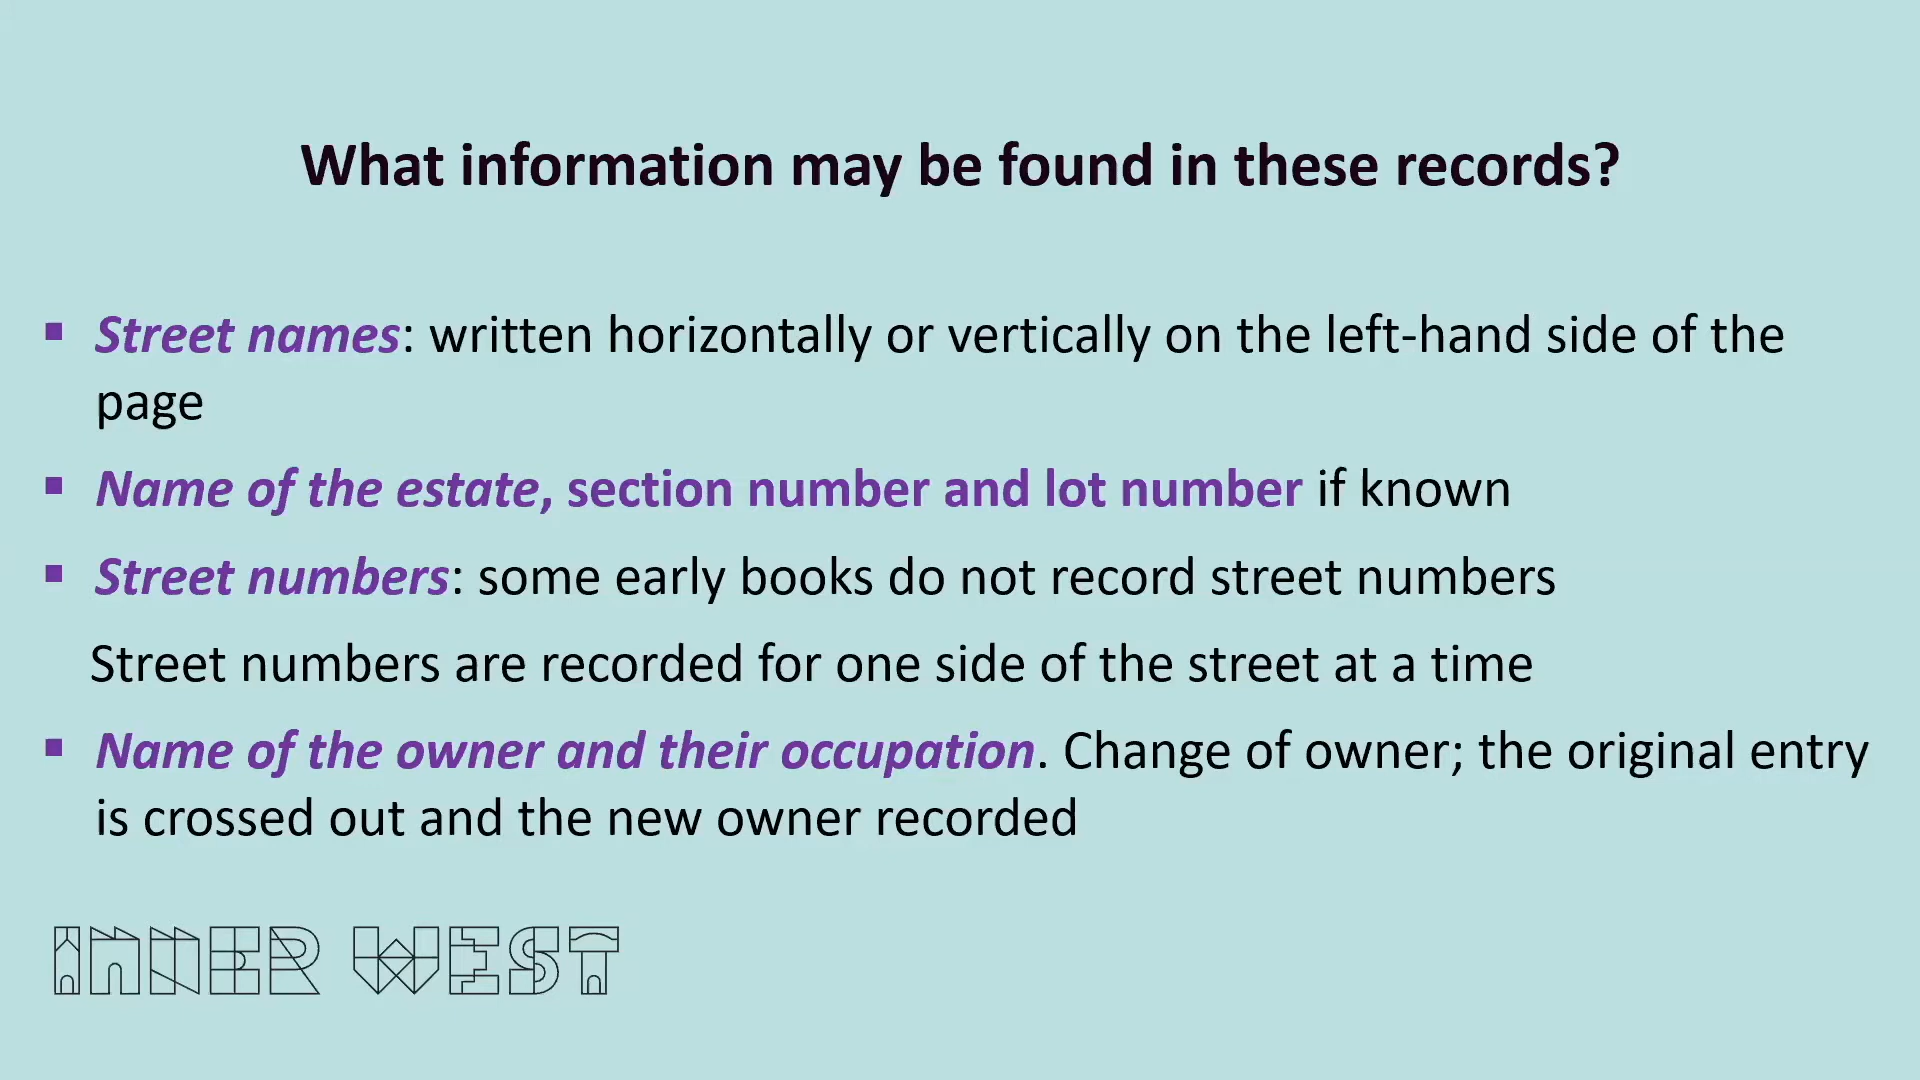 What information may be found in these records?
▪ Street names: written horizontally or vertically on the left-hand side of the
page
▪ Name of the estate, section number and lot number if known
▪ Street numbers: some early books do not record street numbers
Street numbers are recorded for one side of the street at a time
▪ Name of the owner and their occupation. Change of owner; the original entry
is crossed out and the new owner recorded
INNER WEST